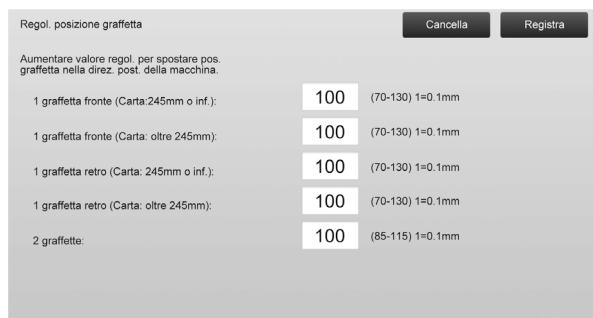 Regol. posizione graffetta Cancella Registra
Aumentare valore regol. per spostare pos.
graffetta nella direz. post. della macchina.
1 graffetta fronte (Carta:245mm o inf.): 100 (70-130) 1=0.1mm
1 graffetta fronte (Carta: oltre 245mm): 100 (70-130) 1=0.1mm
1 graffetta retro (Carta: 245mm o inf.): 100 (70-130) 1=0.1mm
1 graffetta retro (Carta: oltre 245mm): 100 (70-130) 1=0.1mm
2 graffette: 100 (85-115) 1=0.1mm